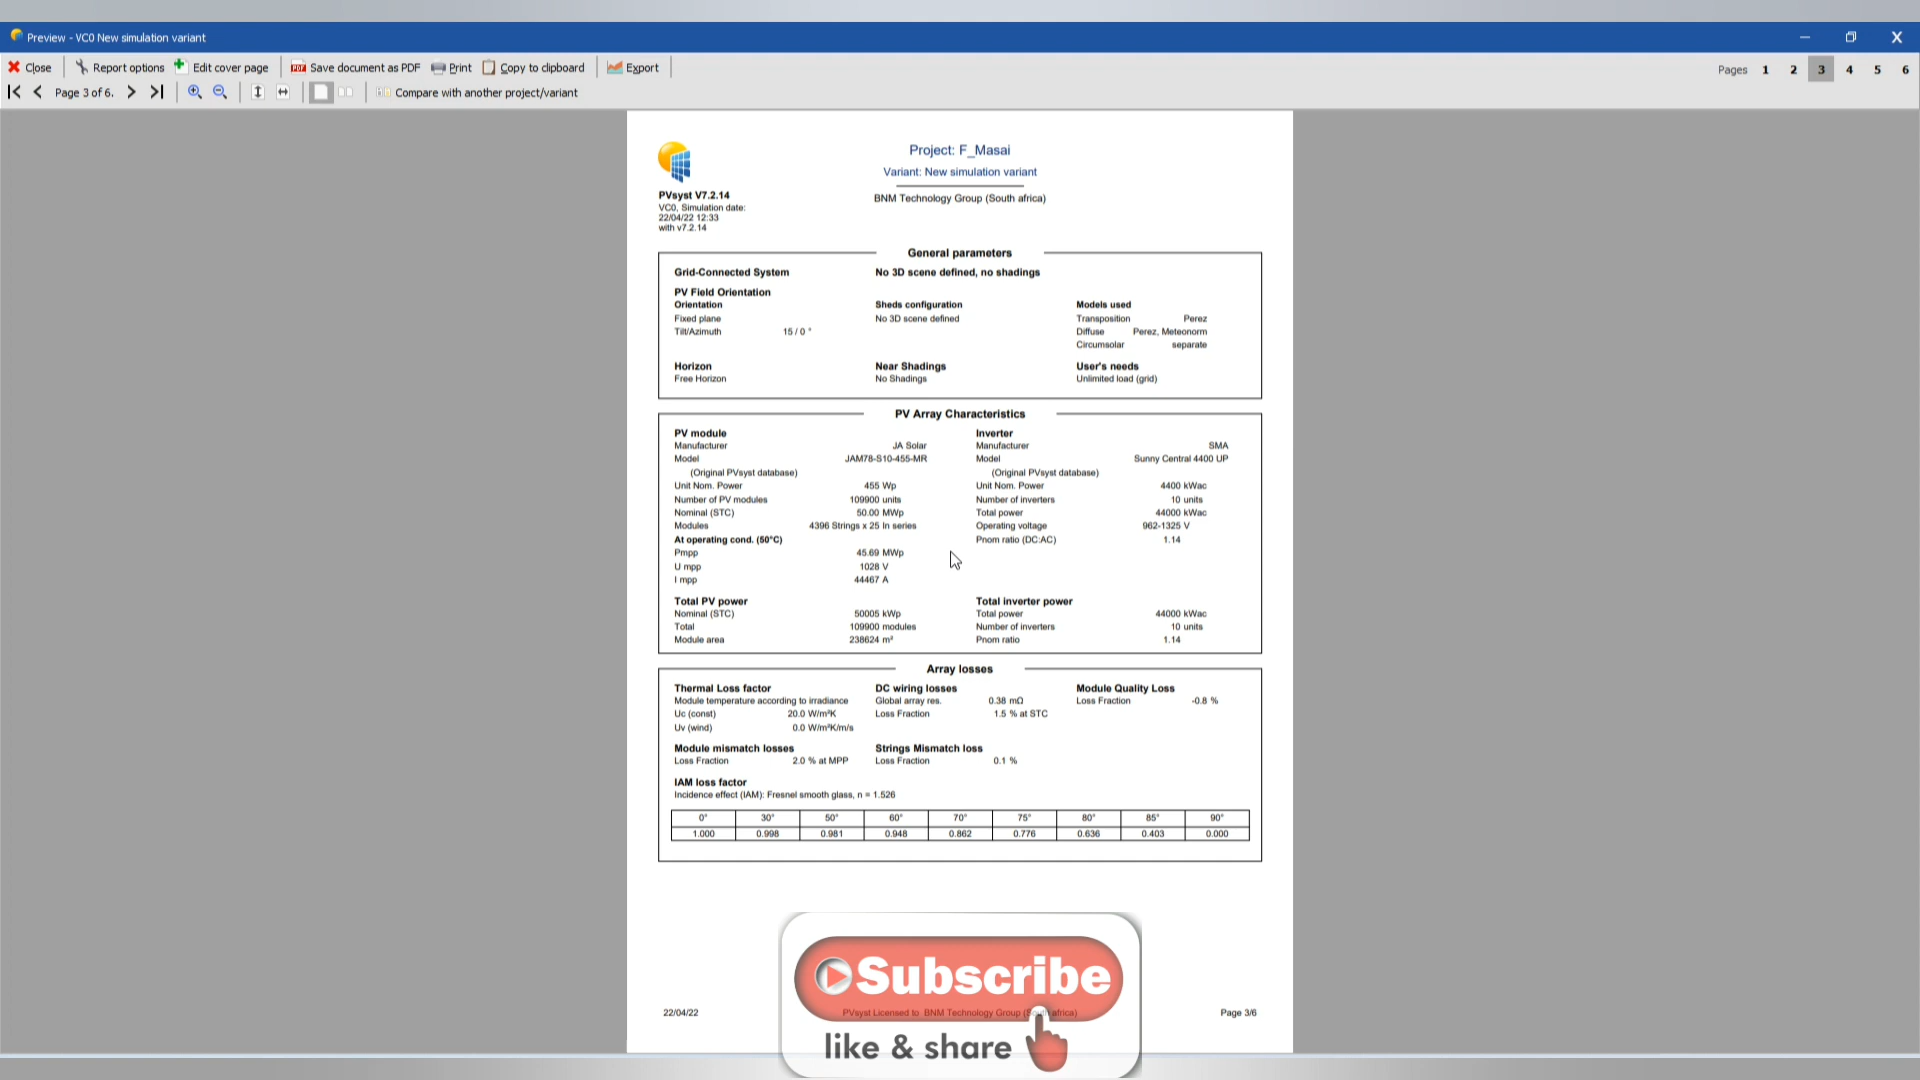 Preview - VC0 New simulation variant
Close Report options Edit cover page Save document as PDF Print Copy to clipboard Export Pages 1 2 3 4 5 6
Page 3 of 6. Compare with another project/variant
Project: F_Masai
Variant: New simulation variant
BNM Technology Group (South africa)
PVsyst V7.2.14
VC0, Simulation date:
22/04/22 12:33
with v7.2.14
General parameters
Grid-Connected System No 3D scene defined, no shadings
PV Field Orientation
Orientation Sheds configuration Models used
Fixed plane No 3D scene defined Transposition Perez
Tilt/Azimuth 15 / 0 ° Diffuse Perez, Meteonorm
Circumsolar separate
Horizon Near Shadings User's needs
Free Horizon No Shadings Unlimited load (grid)
PV Array Characteristics
PV module Inverter
Manufacturer JA Solar Manufacturer SMA
Model JAM78-S10-455-MR Model Sunny Central 4400 UP
(Original PVsyst database) (Original PVsyst database)
Unit Nom. Power 455 Wp Unit Nom. Power 4400 kWac
Number of PV modules 109900 units Number of inverters 10 units
Nominal (STC) 50.00 MWp Total power 44000 kWac
Modules 4396 Strings x 25 In series Operating voltage 962-1325 V
At operating cond. (50°C) Pnom ratio (DC:AC) 1.14
Pmpp 45.69 MWp
U mpp 1028 V
I mpp 44467 A
Total PV power Total inverter power
Nominal (STC) 50005 kWp Total power 44000 kWac
Total 109900 modules Number of inverters 10 units
Module area 238624 m² Pnom ratio 1.14
Array losses
Thermal Loss factor DC wiring losses Module Quality Loss
Module temperature according to irradiance Global array res. 0.38 mΩ Loss Fraction -0.8 %
Uc (const) 20.0 W/m²K Loss Fraction 1.5 % at STC
Uv (wind) 0.0 W/m²K/m/s
Module mismatch losses Strings Mismatch loss
Loss Fraction 2.0 % at MPP Loss Fraction 0.1 %
IAM loss factor
Incidence effect (IAM): Fresnel smooth glass, n = 1.526
0° 30° 50° 60° 70° 75° 80° 85° 90°
1.000 0.998 0.981 0.948 0.862 0.776 0.636 0.403 0.000
Subscribe
22/04/22 PVsyst Licensed to BNM Technology Group (South africa) Page 3/6
like & share